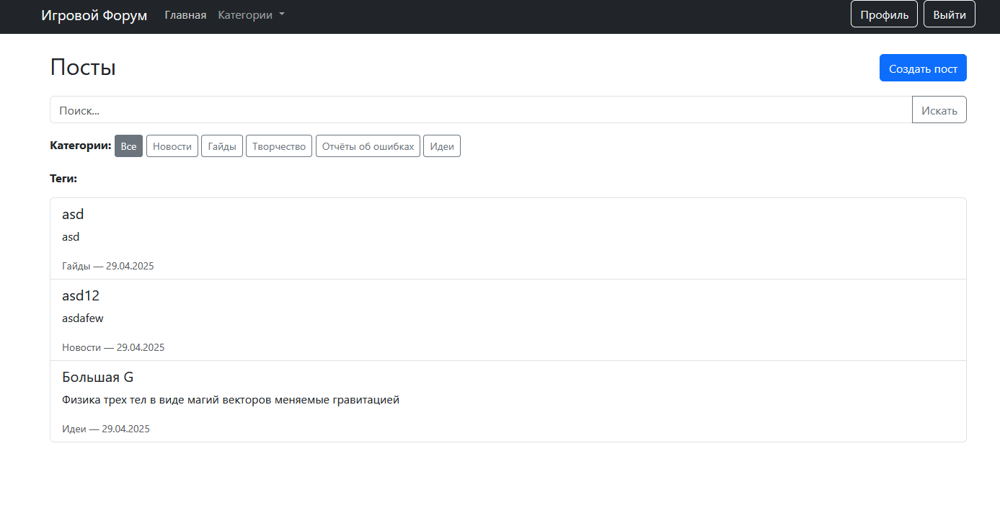 Игровой Форум Главная Категории Профиль Выйти
Посты Создать пост
Поиск... Искать
Категории: Все Новости Гайды Творчество Отчёты об ошибках Идеи
Теги:
asd
asd
Гайды — 29.04.2025
asd12
asdafew
Новости — 29.04.2025
Большая G
Физика трех тел в виде магий векторов меняемые гравитацией
Идеи — 29.04.2025